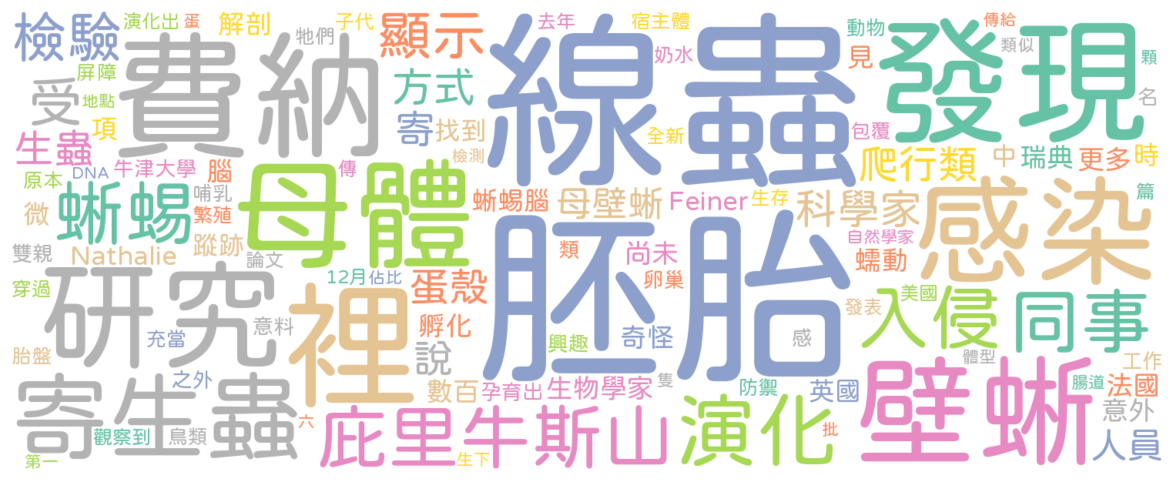 檢驗 演化出 蛋 解剖 子代 顯示 去年 宿主體 動物 傳給
費納 牠們 線蟲 奶水 見 發現 類似 顆
屏障 受 地點 方式 名
生蟲 項 寄 找到 全新 包覆
原本 DNA 牛津大學 腦 傳 檢測 爬行類 中 瑞典 更多 時
微 蜥蜴 哺乳 繁殖 母體 蜥蜴腦 母壁蜥 Feiner 生存 科學家 感染 篇
雙親 Nathalie 蹤跡 論文 類 尚未 自然學家 蠕動
穿過 12月 佔比 蛋殼 卵巢 胚胎 發表 美國
研究 裡 充當 意料 孵化 興趣 奇怪 感 入侵 同事
胎盤 說 體型 工作
寄生蟲 之外 數百 孕育出 生物學家 隻 防禦 英國 壁蜥 腸道 法國
觀察到 鳥類 六 庇里牛斯山 演化 批 意外
第一 生下 人員